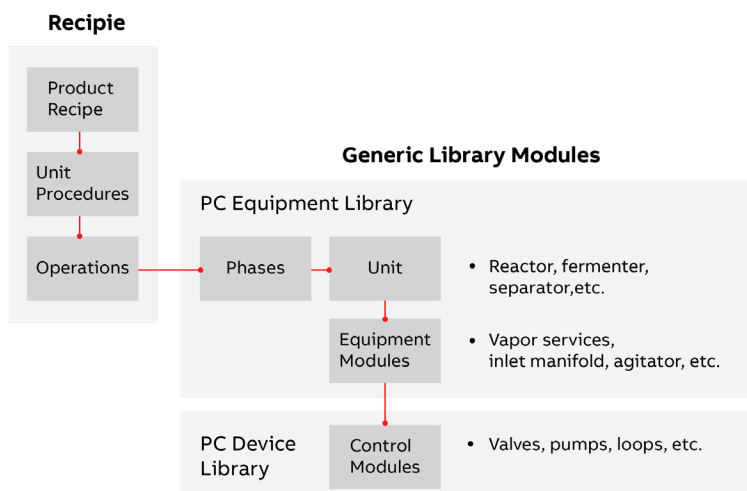 Recipie
Product
Recipe
Unit
Procedures
Operations
Generic Library Modules
PC Equipment Library
Phases
Unit
• Reactor, fermenter,
separator,etc.
Equipment
Modules
• Vapor services,
inlet manifold, agitator, etc.
PC Device
Library
Control
Modules
• Valves, pumps, loops, etc.